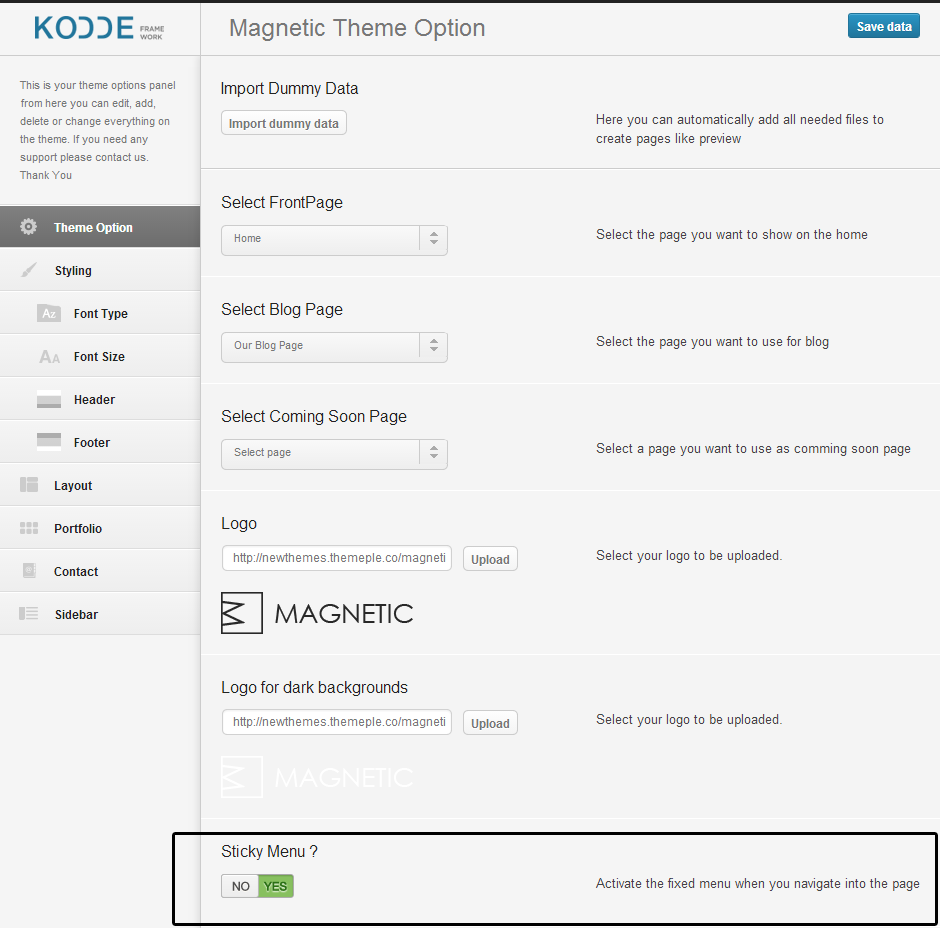 KODDE FRAME WORK
Magnetic Theme Option
Save data
This is your theme options panel
from here you can edit, add,
delete or change everything on
the theme. If you need any
support please contact us.
Thank You
Theme Option
Styling
Az Font Type
AA Font Size
Header
Footer
Layout
Portfolio
Contact
Sidebar
Import Dummy Data
Import dummy data
Here you can automatically add all needed files to
create pages like preview
Select FrontPage
Home
Select the page you want to show on the home
Select Blog Page
Our Blog Page
Select the page you want to use for blog
Select Coming Soon Page
Select page
Select a page you want to use as comming soon page
Logo
http://newthemes.themeple.co/magneti
Upload
Select your logo to be uploaded.
MAGNETIC
Logo for dark backgrounds
http://newthemes.themeple.co/magneti
Upload
Select your logo to be uploaded.
MAGNETIC
Sticky Menu ?
NO YES
Activate the fixed menu when you navigate into the page